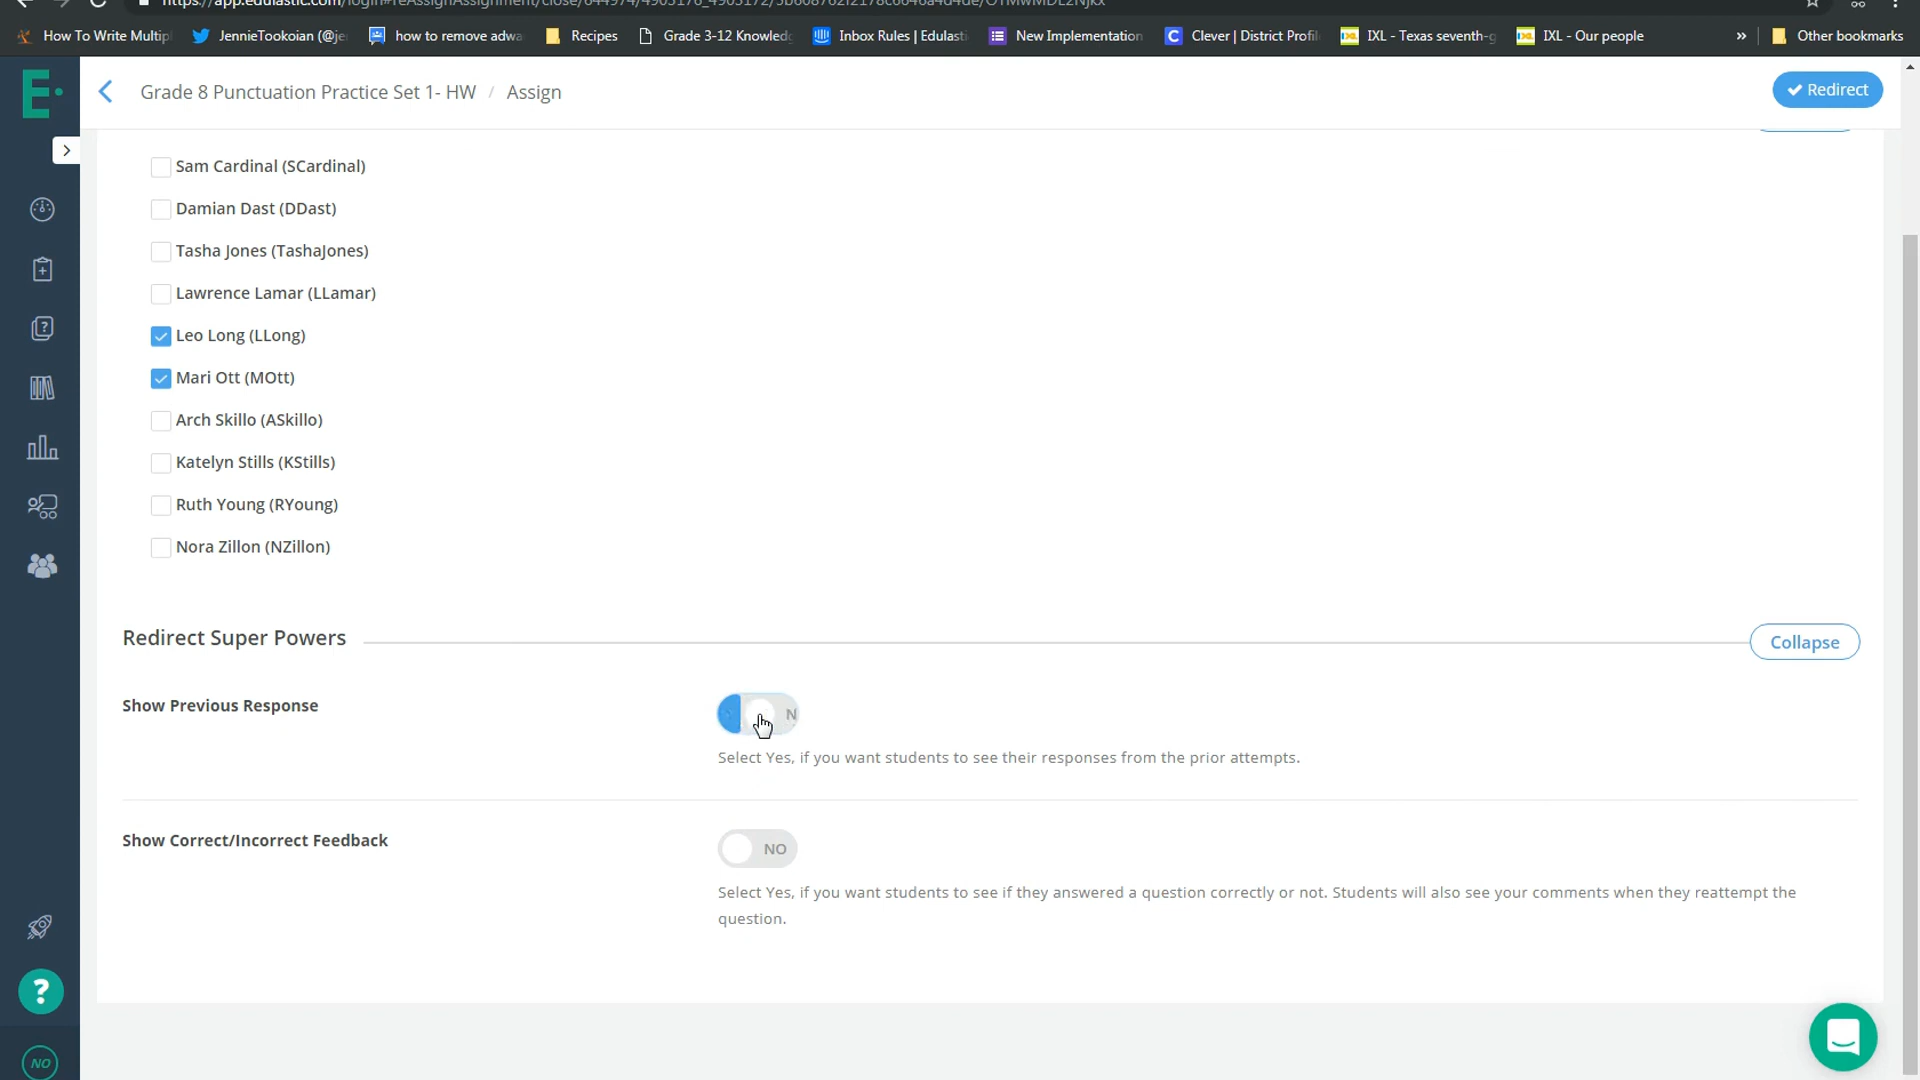 How To Write Multip
JennieTookoian (@je
how to remove adwa
Recipes
Grade 3-12 Knowledg
Inbox Rules | Edulasti
New Implementation
Clever | District Profil
IXL - Texas seventh-g
IXL - Our people
»
Other bookmarks
E
Grade 8 Punctuation Practice Set 1- HW / Assign
Redirect
Sam Cardinal (SCardinal)
Damian Dast (DDast)
Tasha Jones (TashaJones)
Lawrence Lamar (LLamar)
Leo Long (LLong)
Mari Ott (MOtt)
Arch Skillo (ASkillo)
Katelyn Stills (KStills)
Ruth Young (RYoung)
Nora Zillon (NZillon)
Redirect Super Powers
Collapse
Show Previous Response
N
Select Yes, if you want students to see their responses from the prior attempts.
Show Correct/Incorrect Feedback
NO
Select Yes, if you want students to see if they answered a question correctly or not. Students will also see your comments when they reattempt the
question.
?
NO